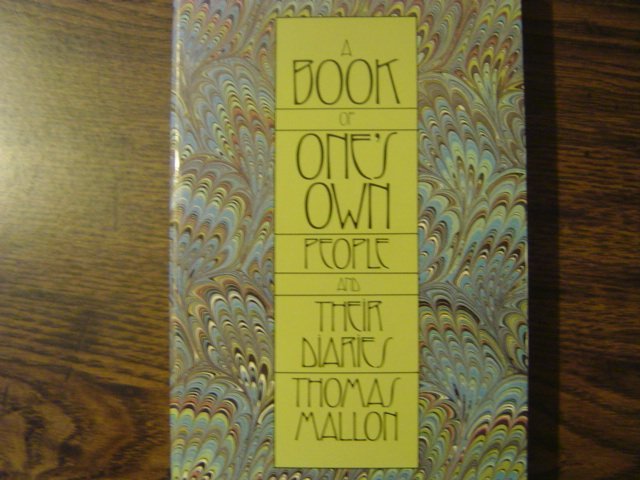 A
BOOK
OF
ONE'S
OWN
PEOPLE
AND
THEIR
DIARIES
THOMAS
MALLON